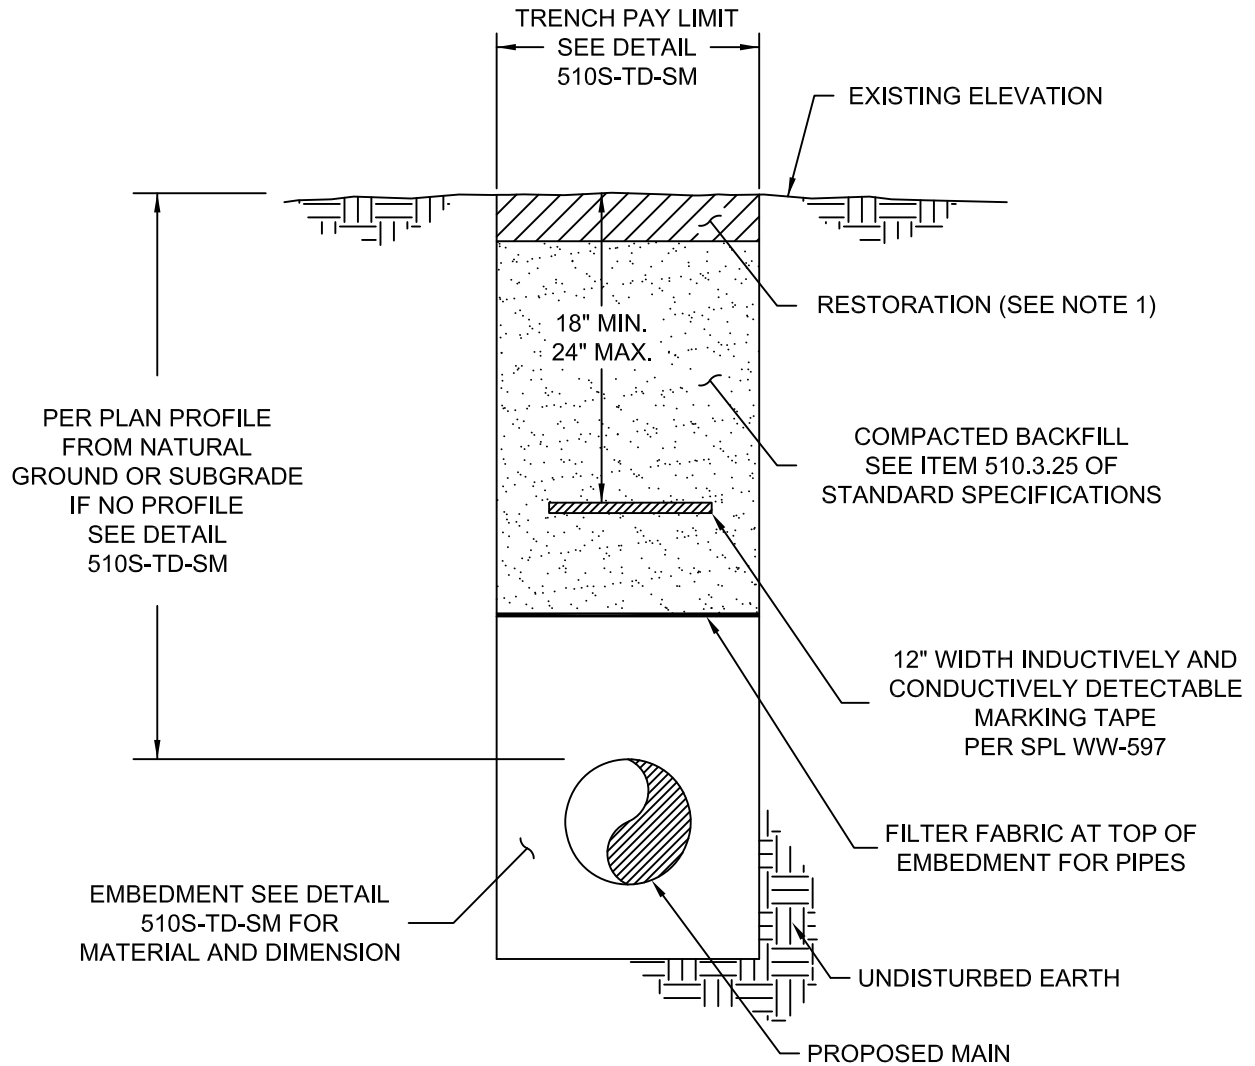 TRENCH PAY LIMIT
SEE DETAIL
510S-TD-SM
EXISTING ELEVATION
RESTORATION (SEE NOTE 1)
18" MIN.
24" MAX.
PER PLAN PROFILE
FROM NATURAL
GROUND OR SUBGRADE
IF NO PROFILE
SEE DETAIL
510S-TD-SM
COMPACTED BACKFILL
SEE ITEM 510.3.25 OF
STANDARD SPECIFICATIONS
12" WIDTH INDUCTIVELY AND
CONDUCTIVELY DETECTABLE
MARKING TAPE
PER SPL WW-597
FILTER FABRIC AT TOP OF
EMBEDMENT FOR PIPES
EMBEDMENT SEE DETAIL
510S-TD-SM FOR
MATERIAL AND DIMENSION
UNDISTURBED EARTH
PROPOSED MAIN